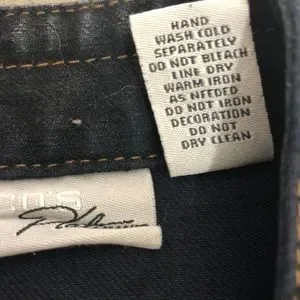 HAND
WASH COLD
SEPARATELY
DO NOT BLEACH
LINE DRY
WARM IRON
AS NEEDED
DO NOT IRON
DECORATION
DO NOT
DRY CLEAN